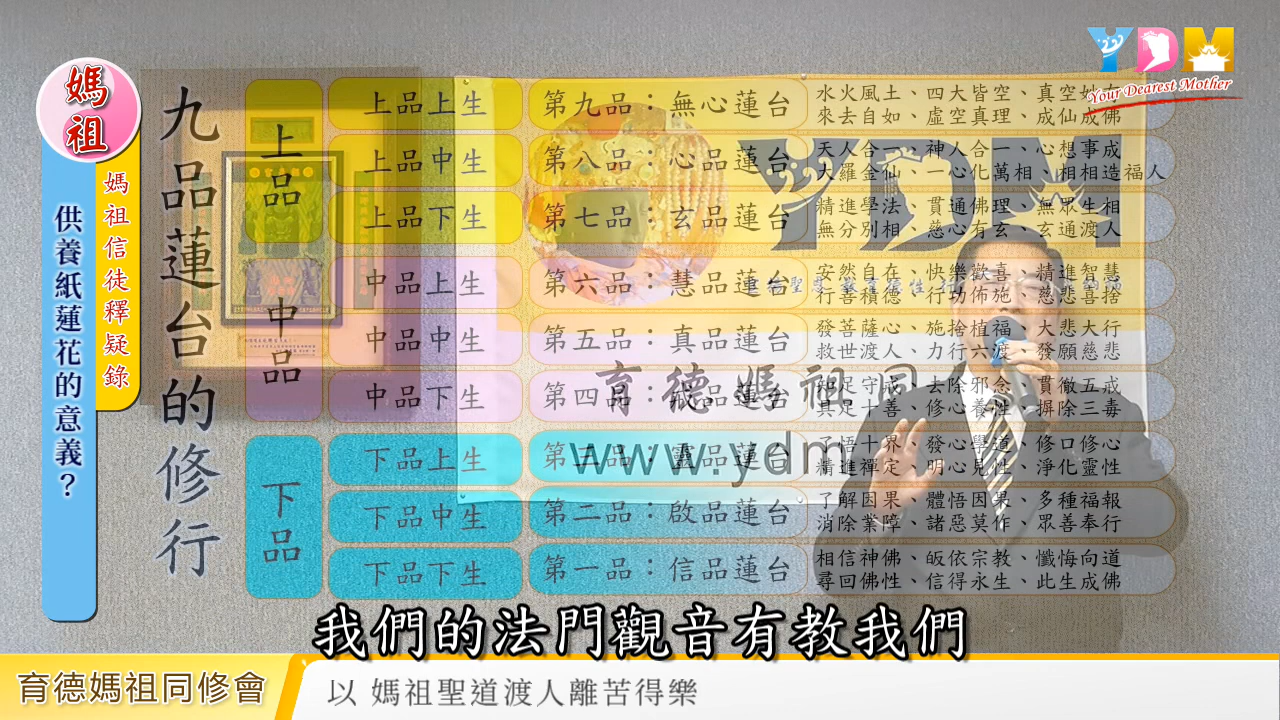 YDM
Your Dearest Mother
媽祖
媽祖信徒釋疑錄
供養紙蓮花的意義？
九品蓮台的修行
上品
上品上生 第九品：無心蓮台 水火風土、四大皆空、真空妙
來去自如、虛空真理、成仙成佛
上品中生 第八品：心品蓮台 天人合一、神人合一、心想事成
大羅金仙、一心化萬相、相相造福人
上品下生 第七品：玄品蓮台 精進學法、貫通佛理、無眾生相
無分別相、慈心有玄、玄通渡人
中品
中品上生 第六品：慧品蓮台 安然自在、快樂歡喜、精進智慧
行善積德、行功佈施、慈悲喜捨
中品中生 第五品：真品蓮台 發菩薩心、施捨植福、大悲大行
救世渡人、力行六渡、發願慈悲
中品下生 第四品：戒品蓮台 知足守戒、去除邪念、貫徹五戒
具足十善、修心養性、摒除三毒
下品
下品上生 第三品：靈品蓮台 了悟十界、發心學道、修口修心
精進禪定、明心見性、淨化靈性
下品中生 第二品：啟品蓮台 了解因果、體悟因果、多種福報
消除業障、諸惡莫作、眾善奉行
下品下生 第一品：信品蓮台 相信神佛、皈依宗教、懺悔向道
尋回佛性、信得永生、此生成佛
YDM
育德媽祖同
www.ydm
我們的法門觀音有教我們
育德媽祖同修會
以 媽祖聖道渡人離苦得樂